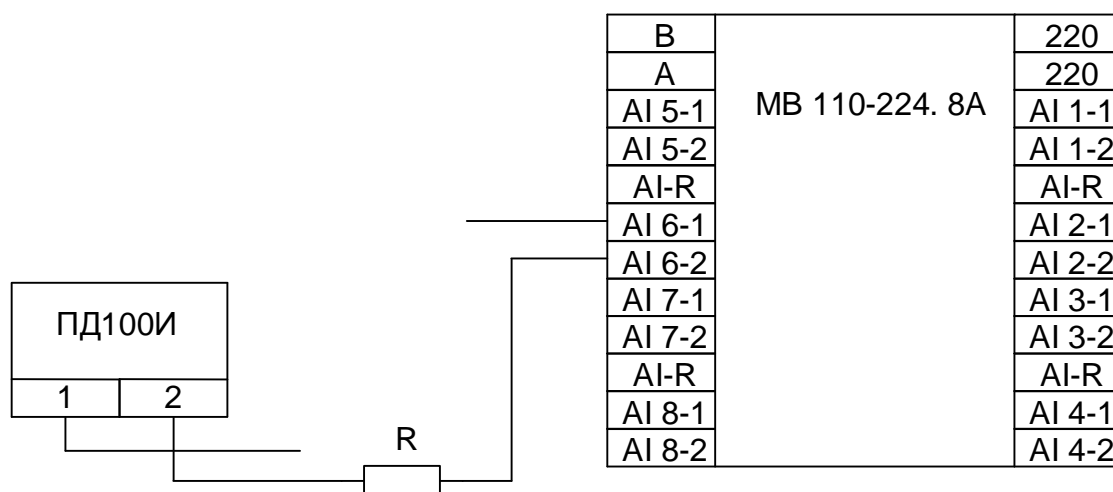 B
220
A
220
AI 5-1
МВ 110-224. 8А
AI 1-1
AI 5-2
AI 1-2
AI-R
AI-R
AI 6-1
AI 2-1
AI 6-2
AI 2-2
AI 7-1
AI 3-1
AI 7-2
AI 3-2
AI-R
AI-R
AI 8-1
AI 4-1
AI 8-2
AI 4-2
ПД100И
1
2
R